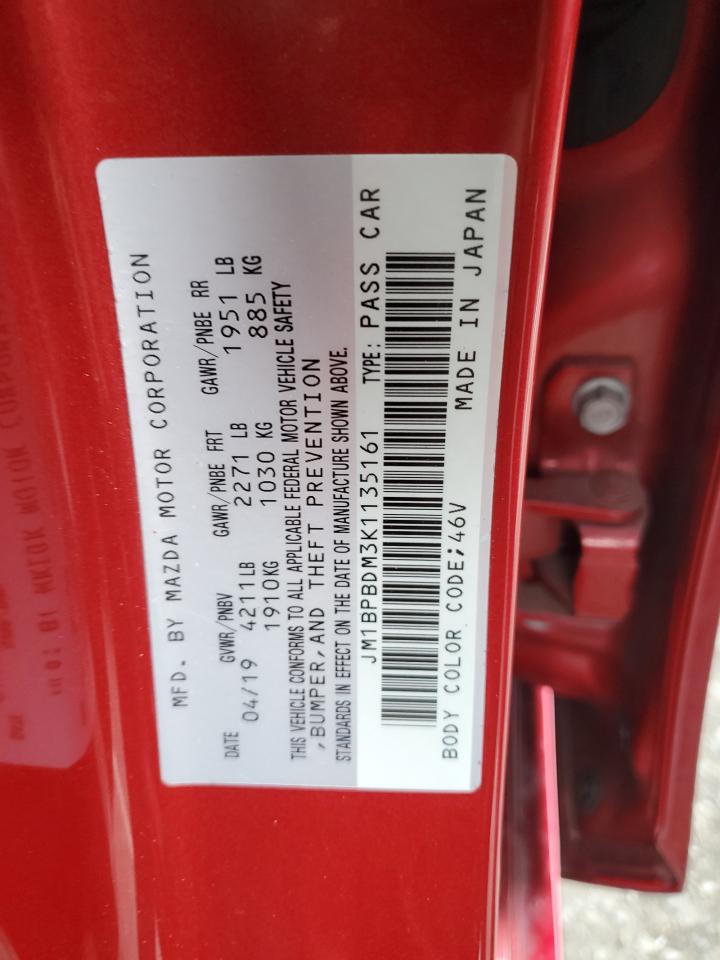 MFD. BY MAZDA MOTOR CORPORATION
DATE GVWR/PNBV GAWR/PNBE FRT GAWR/PNBE RR
04/19 4211LB 2271 LB 1951 LB
1910KG 1030 KG 885 KG
THIS VEHICLE CONFORMS TO ALL APPLICABLE FEDERAL MOTOR VEHICLE SAFETY
,BUMPER,AND THEFT PREVENTION
STANDARDS IN EFFECT ON THE DATE OF MANUFACTURE SHOWN ABOVE.
JM1BPBDM3K1135161 TYPE: PASS CAR
BODY COLOR CODE;46V MADE IN JAPAN